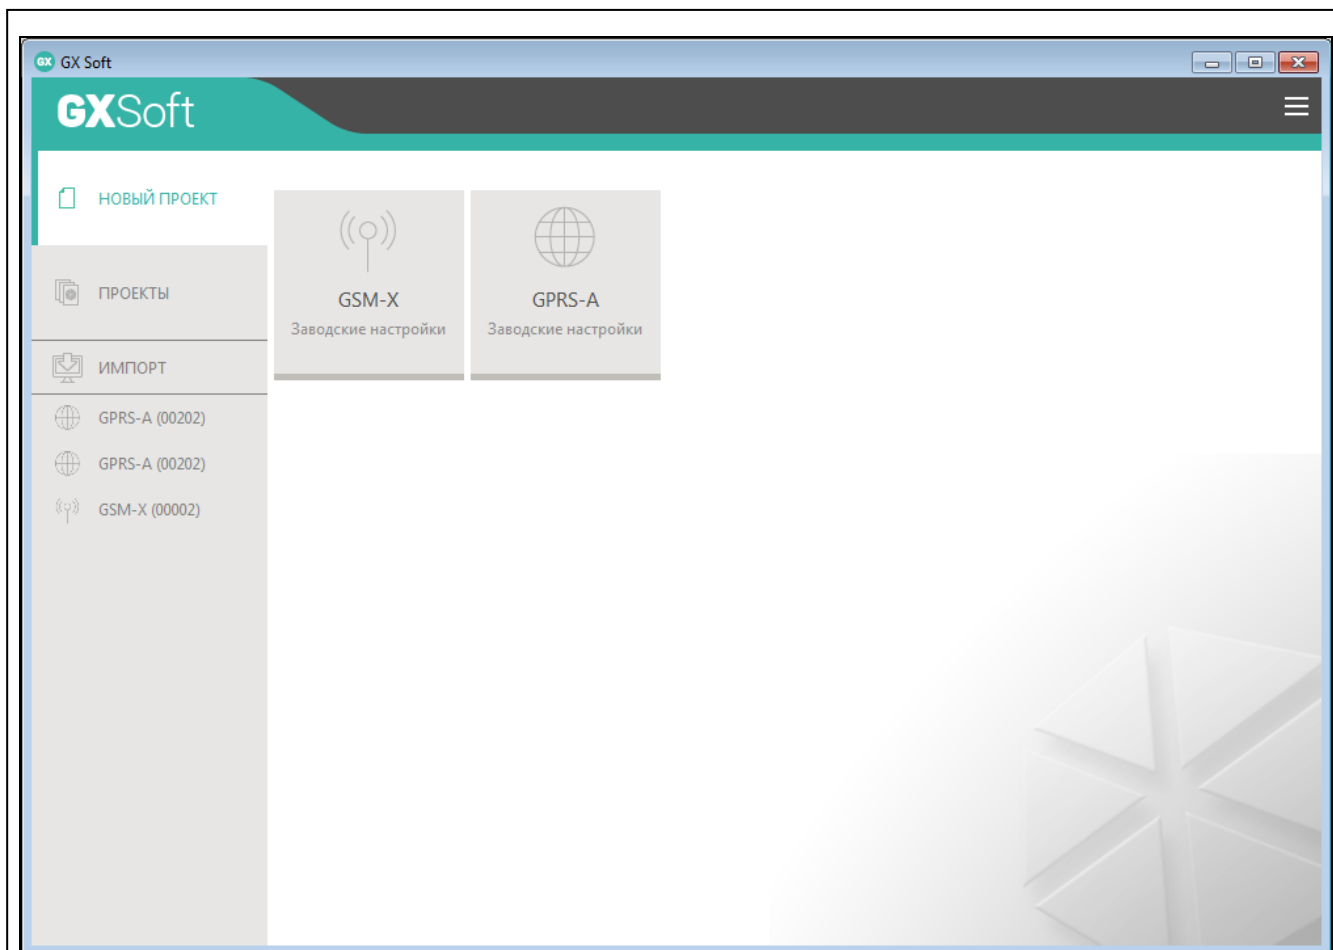 GX GX Soft
GXSoft
НОВЫЙ ПРОЕКТ
ПРОЕКТЫ
ИМПОРТ
GPRS-A (00202)
GPRS-A (00202)
GSM-X (00002)
GSM-X
Заводские настройки
GPRS-A
Заводские настройки